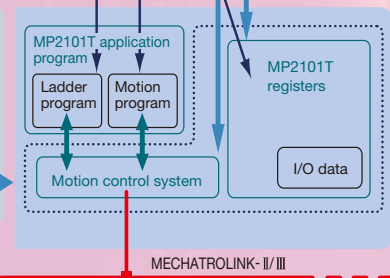 MP2101T application
program
Ladder
program
Motion
program
MP2101T
registers
I/O data
Motion control system
MECHATROLINK-Ⅱ/Ⅲ